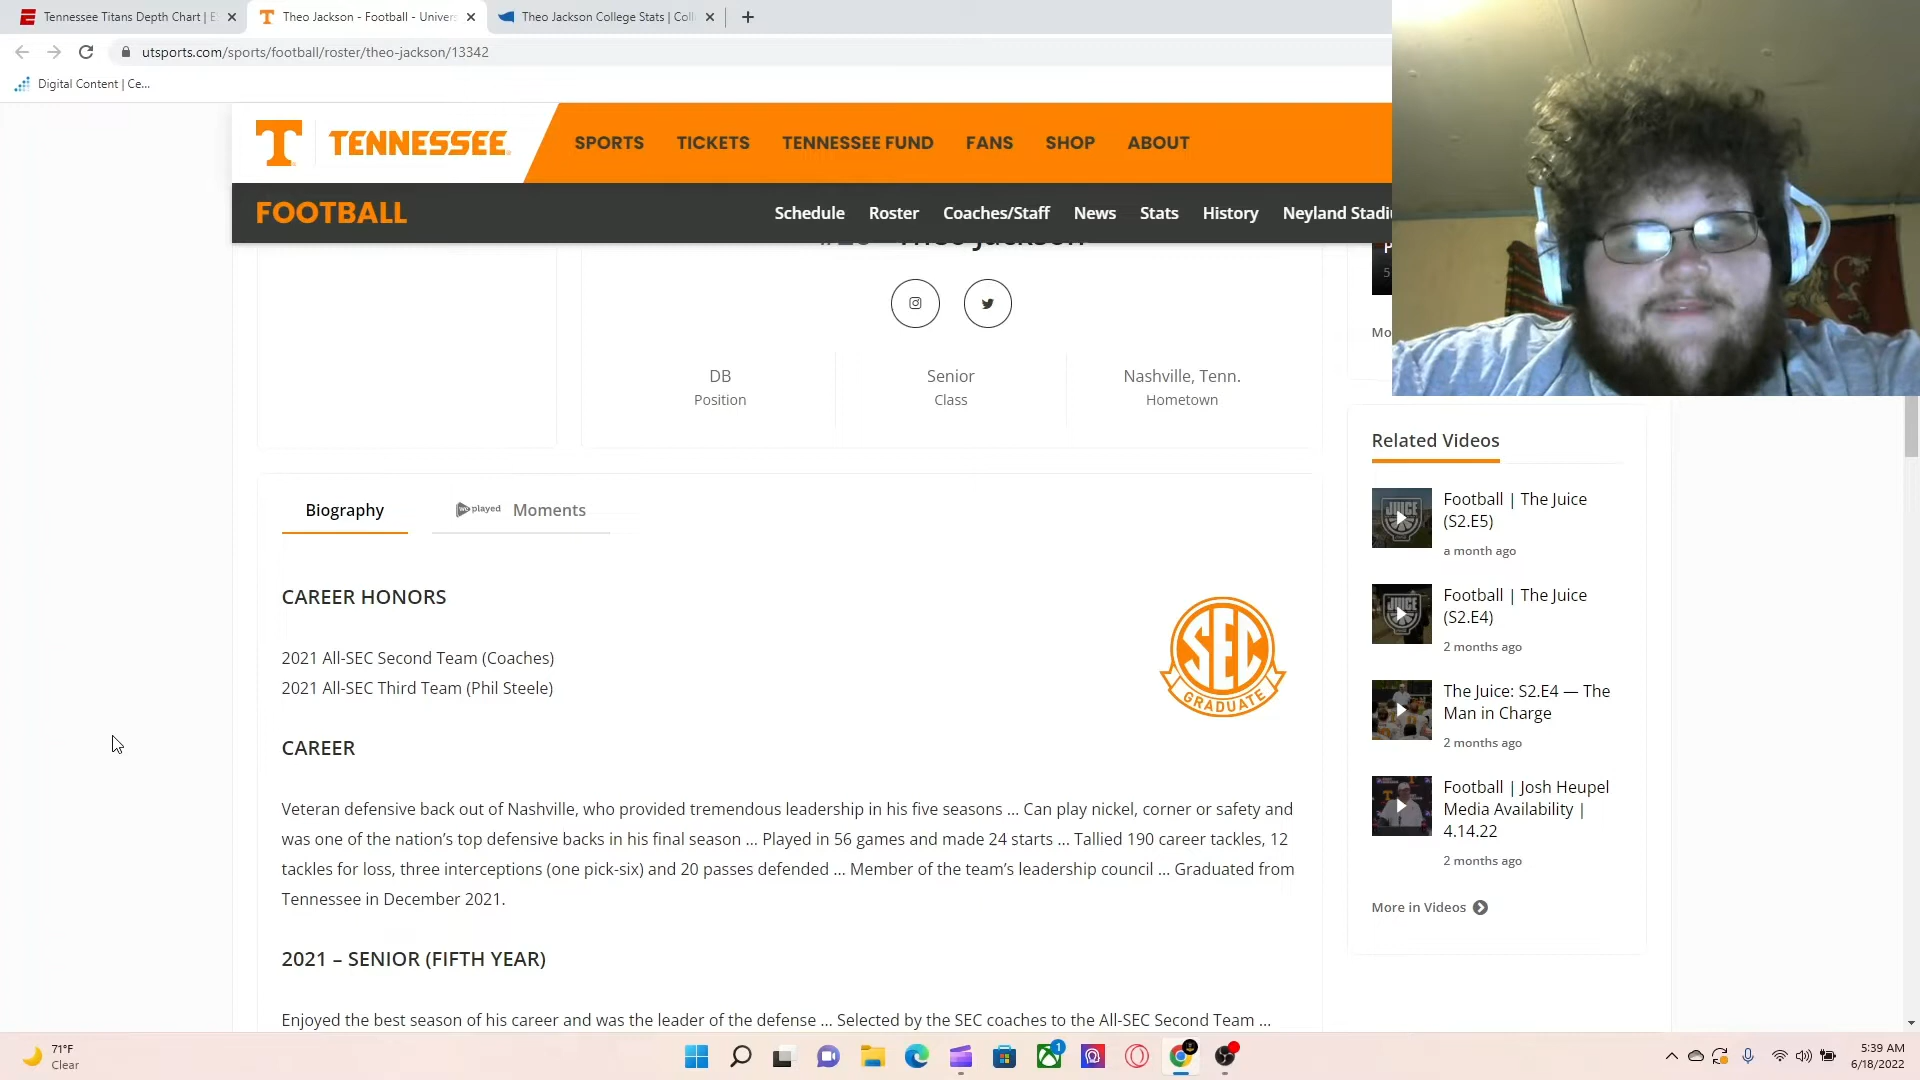 Tennessee Titans Depth Chart | E
Theo Jackson - Football - Univers
Theo Jackson College Stats | Coll
utsports.com/sports/football/roster/theo-jackson/13342
Digital Content | Ce...
T TENNESSEE
SPORTS TICKETS TENNESSEE FUND FANS SHOP ABOUT
FOOTBALL
Schedule Roster Coaches/Staff News Stats History Neyland Stadiu
Theo Jackson
Mo
DB Senior Nashville, Tenn.
Position Class Hometown
Biography
played Moments
CAREER HONORS
2021 All-SEC Second Team (Coaches)
2021 All-SEC Third Team (Phil Steele)
SEC
GRADUATE
CAREER
Veteran defensive back out of Nashville, who provided tremendous leadership in his five seasons ... Can play nickel, corner or safety and
was one of the nation's top defensive backs in his final season ... Played in 56 games and made 24 starts ... Tallied 190 career tackles, 12
tackles for loss, three interceptions (one pick-six) and 20 passes defended ... Member of the team's leadership council ... Graduated from
Tennessee in December 2021.
2021 – SENIOR (FIFTH YEAR)
Enjoyed the best season of his career and was the leader of the defense ... Selected by the SEC coaches to the All-SEC Second Team ...
Related Videos
JUICE
Football | The Juice
(S2.E5)
a month ago
JUICE
Football | The Juice
(S2.E4)
2 months ago
The Juice: S2.E4 — The
Man in Charge
2 months ago
Football | Josh Heupel
Media Availability |
4.14.22
2 months ago
More in Videos
71°F
Clear
1
5:39 AM
6/18/2022